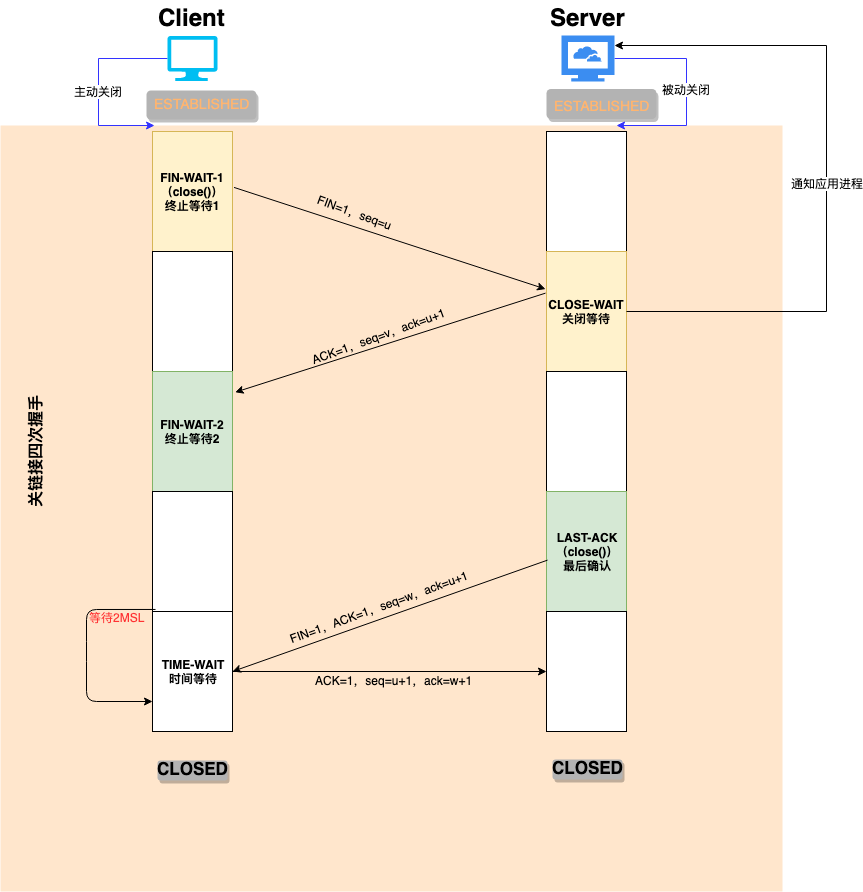 Client
Server
主动关闭
被动关闭
ESTABLISHED
ESTABLISHED
通知应用进程
FIN-WAIT-1
（close()）
终止等待1
FIN=1，seq=u
CLOSE-WAIT
关闭等待
ACK=1，seq=v，ack=u+1
FIN-WAIT-2
终止等待2
关链接四次握手
LAST-ACK
（close()）
最后确认
FIN=1，ACK=1，seq=w，ack=u+1
等待2MSL
TIME-WAIT
时间等待
ACK=1，seq=u+1，ack=w+1
CLOSED
CLOSED